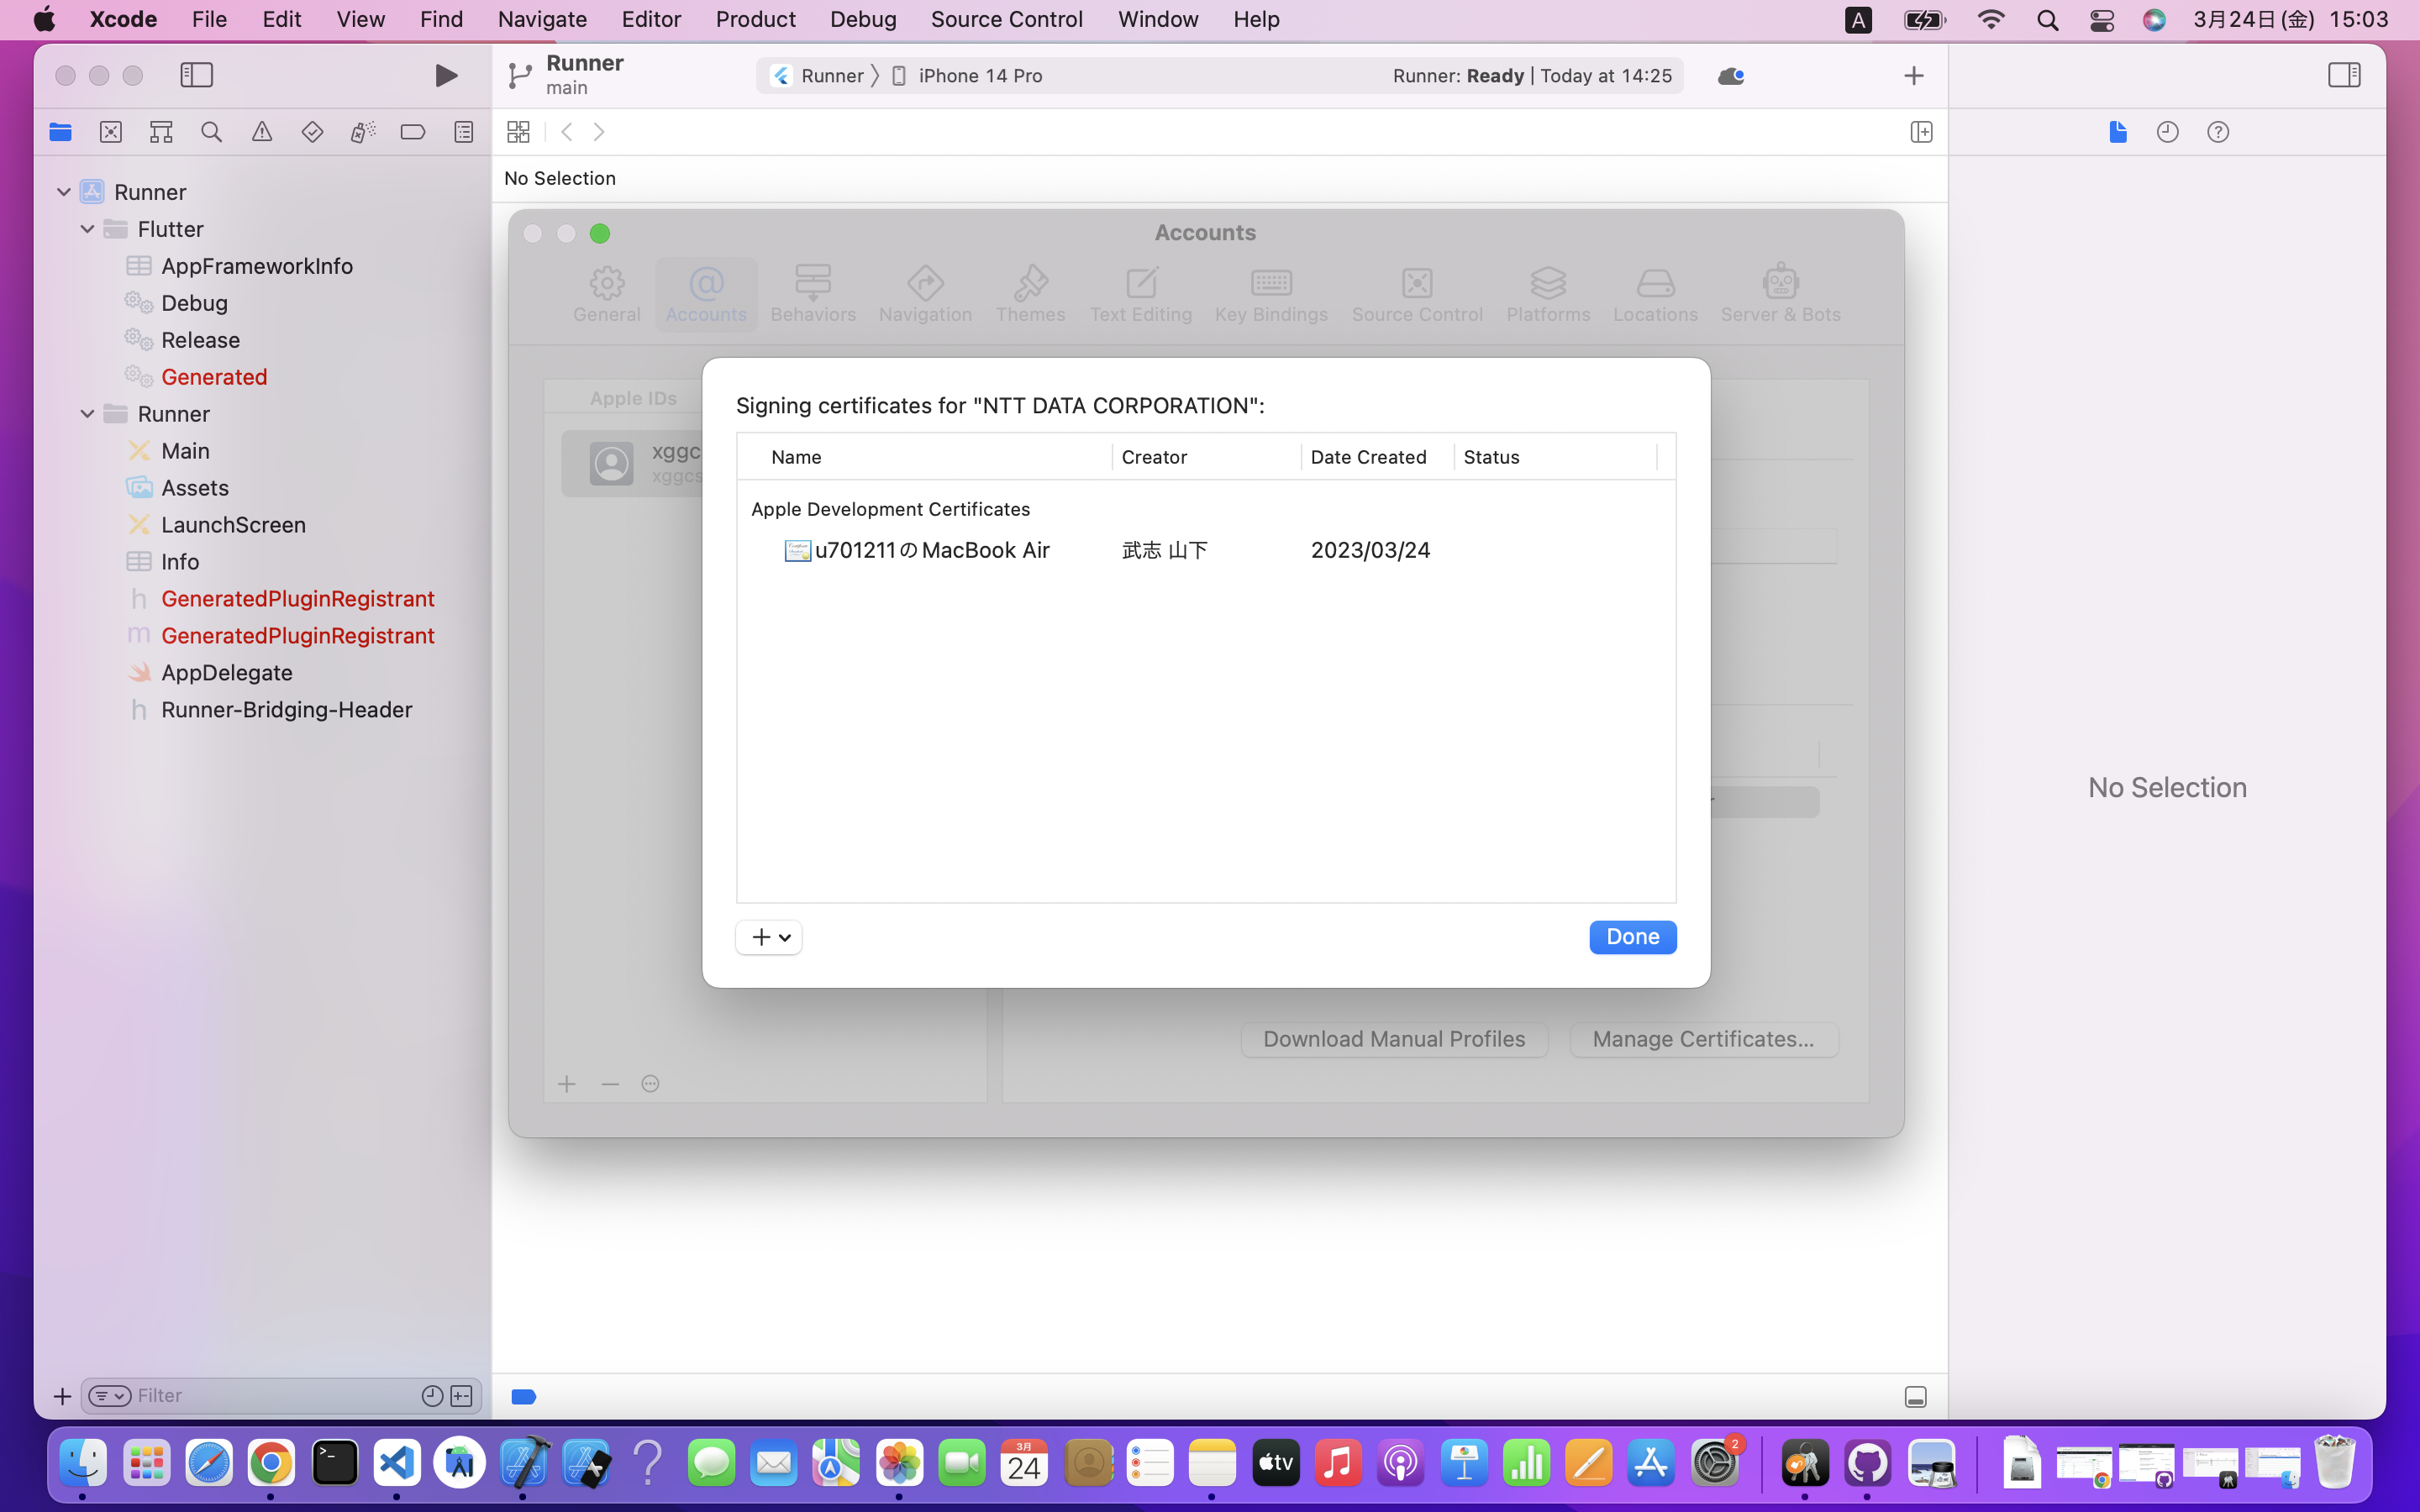 Xcode File Edit View Find Navigate Editor Product Debug Source Control Window Help A 3月24日(金) 15:03
Runner
main
Runner iPhone 14 Pro Runner: Ready | Today at 14:25
No Selection
Runner
Flutter
AppFrameworkInfo
Debug
Release
Generated
Runner
Main
Assets
LaunchScreen
Info
h GeneratedPluginRegistrant
m GeneratedPluginRegistrant
AppDelegate
h Runner-Bridging-Header
Filter
Accounts
General Accounts Behaviors Navigation Themes Text Editing Key Bindings Source Control Platforms Locations Server & Bots
Apple IDs
xggc
xggcs
Signing certificates for "NTT DATA CORPORATION":
Name Creator Date Created Status
Apple Development Certificates
u701211のMacBook Air 武志 山下 2023/03/24
Done
Download Manual Profiles Manage Certificates...
No Selection
3月
24
tv
2